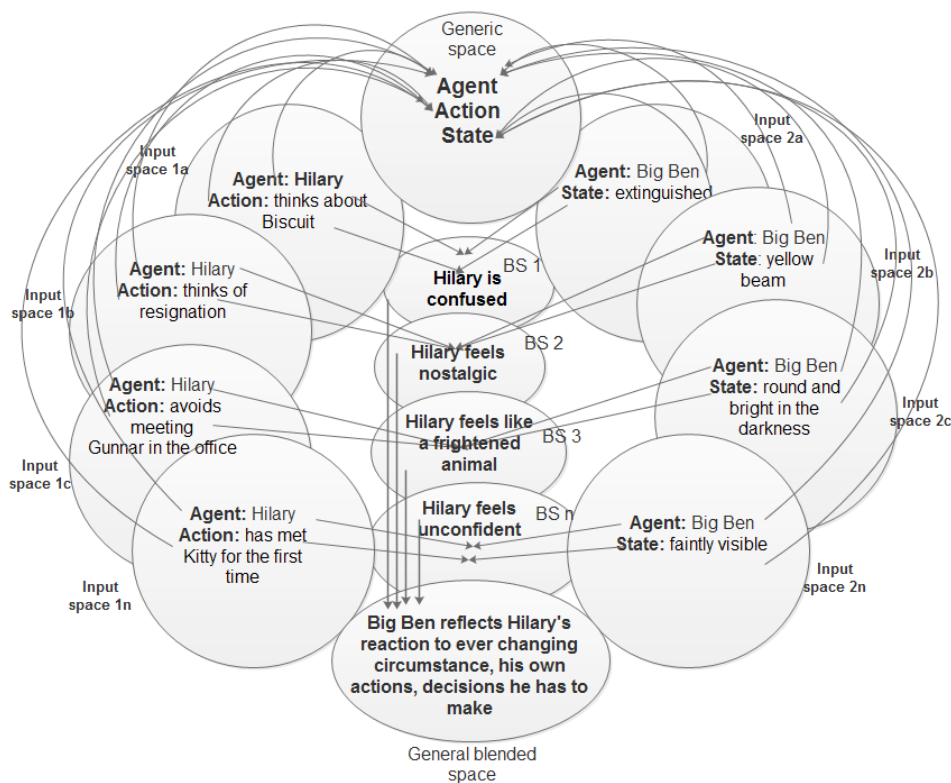 Generic
space
Agent
Action
State
Input
space 1a
Input
space 2a
Agent: Hilary
Action: thinks about
Biscuit
Agent: Big Ben
State: extinguished
BS 1
Hilary is
confused
Agent: Hilary
Action: thinks of
resignation
Input
space 1b
Agent: Big Ben
State: yellow
beam
Input
space 2b
BS 2
Hilary feels
nostalgic
Agent: Hilary
Action: avoids
meeting
Gunnar in the office
Input
space 1c
Agent: Big Ben
State: round and
bright in the
darkness
Input
space 2c
Hilary feels like
a frightened
animal
BS 3
Hilary feels
unconfident
BS n
Agent: Hilary
Action: has met
Kitty for the first
time
Input
space 1n
Agent: Big Ben
State: faintly visible
Input
space 2n
Big Ben reflects Hilary's
reaction to ever changing
circumstance, his own
actions, decisions he has to
make
General blended
space